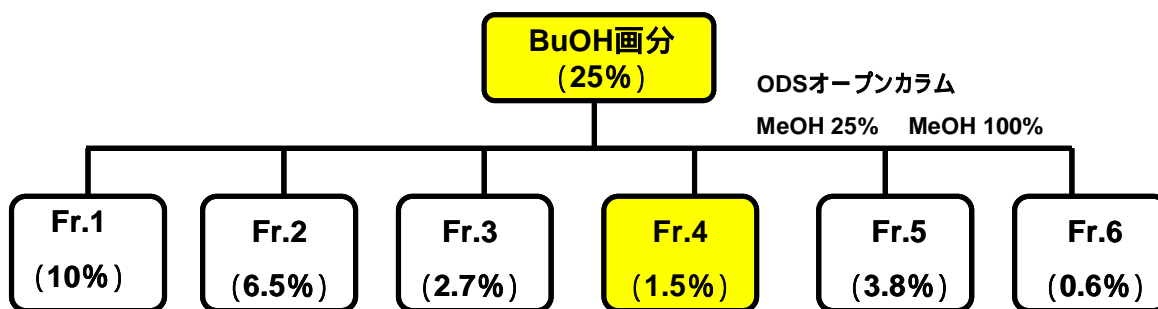 BuOH画分
(25%)
ODSオープンカラム
MeOH 25% MeOH 100%
Fr.1
(10%)
Fr.2
(6.5%)
Fr.3
(2.7%)
Fr.4
(1.5%)
Fr.5
(3.8%)
Fr.6
(0.6%)